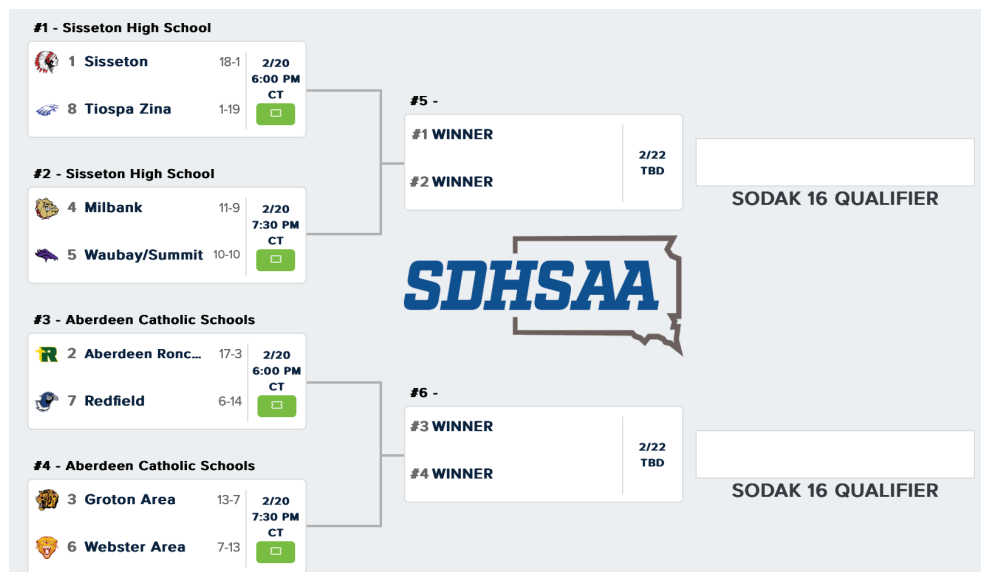 #1 - Sisseton High School
1 Sisseton 18-1
8 Tiospa Zina 1-19
2/20
6:00 PM
CT
#2 - Sisseton High School
4 Milbank 11-9
5 Waubay/Summit 10-10
2/20
7:30 PM
CT
#3 - Aberdeen Catholic Schools
2 Aberdeen Ronc... 17-3
7 Redfield 6-14
2/20
6:00 PM
CT
#4 - Aberdeen Catholic Schools
3 Groton Area 13-7
6 Webster Area 7-13
2/20
7:30 PM
CT
#5 -
#1 WINNER
#2 WINNER
2/22
TBD
SDHSAA
#6 -
#3 WINNER
#4 WINNER
2/22
TBD
SODAK 16 QUALIFIER
SODAK 16 QUALIFIER